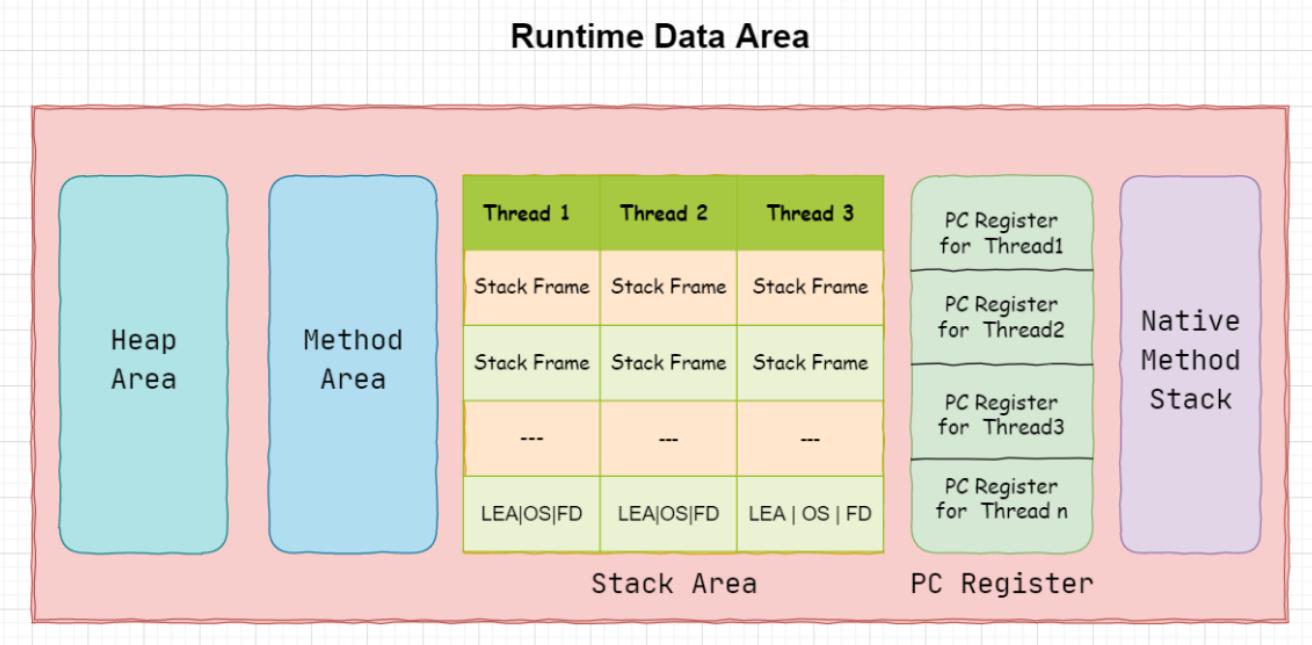 Runtime Data Area
Heap
Area
Method
Area
Thread 1
Thread 2
Thread 3
Stack Frame
Stack Frame
Stack Frame
Stack Frame
Stack Frame
Stack Frame
---
---
---
LEA|OS|FD
LEA|OS|FD
LEA | OS | FD
Stack Area
PC Register
for Thread1
PC Register
for Thread2
PC Register
for Thread3
PC Register
for Thread n
PC Register
Native
Method
Stack